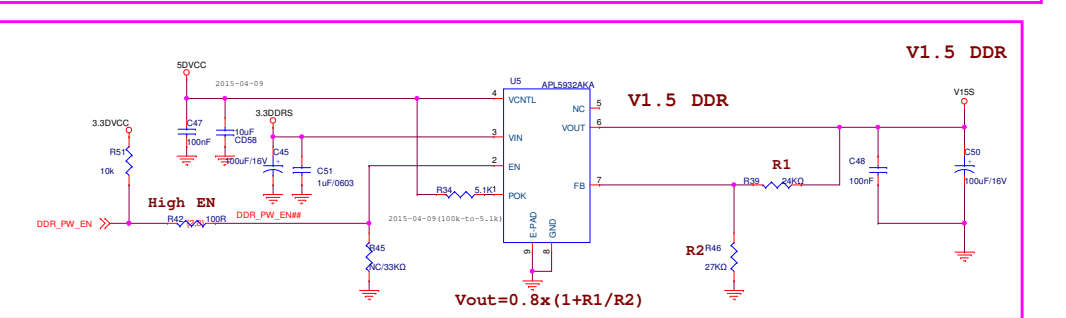 V1.5 DDR
5DVCC
2015-04-09
U5
APL5932AKA
V1.5 DDR
V15S
4
VCNTL
NC
5
3.3DDRS
C47
100nF
10uF
CD58
3.3DVCC
VOUT
6
3
VIN
R51
10k
C45
100uF/16V
C51
1uF/0603
2
EN
R1
C48
100nF
C50
100uF/16V
R34
5.1K
1
POK
FB
7
R39
24KΩ
High EN
DDR_PW_EN
R42
100R
DDR_PW_EN##
2015-04-09(100k-to-5.1k)
E-PAD
GND
9
8
R45
NC/33KΩ
R2
R46
27KΩ
Vout=0.8x(1+R1/R2)